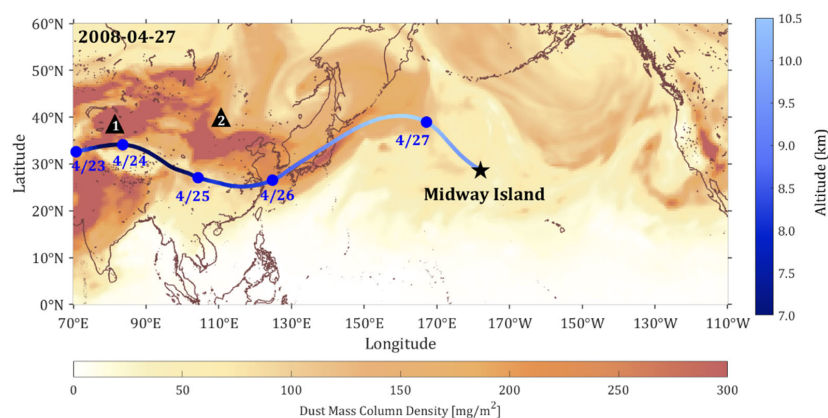 2008-04-27
60°N
50°N
40°N
30°N
20°N
10°N
0°N
Latitude
1
2
4/23
4/24
4/25
4/26
4/27
Midway Island
70°E 90°E 110°E 130°E 150°E 170°E 170°W 150°W 130°W 110°W
Longitude
10.5
10.0
9.5
9.0
8.5
8.0
7.5
7.0
Altitude (km)
0 50 100 150 200 250 300
Dust Mass Column Density [mg/m²]